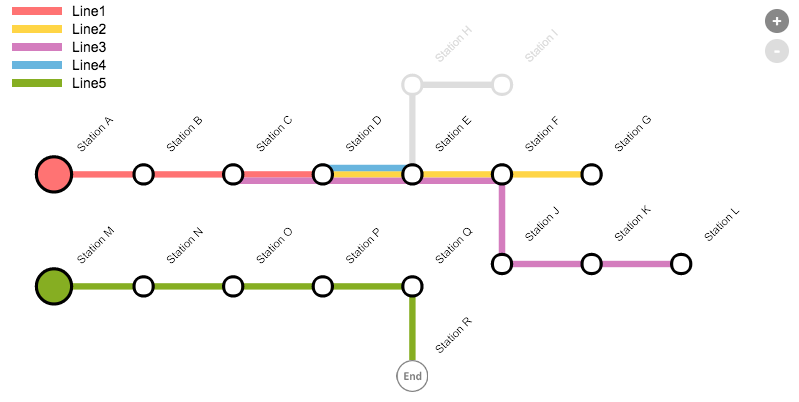 Line1
Line2
Line3
Line4
Line5
+
-
Station H
Station I
Station A
Station B
Station C
Station D
Station E
Station F
Station G
Station M
Station N
Station O
Station P
Station Q
Station J
Station K
Station L
Station R
End